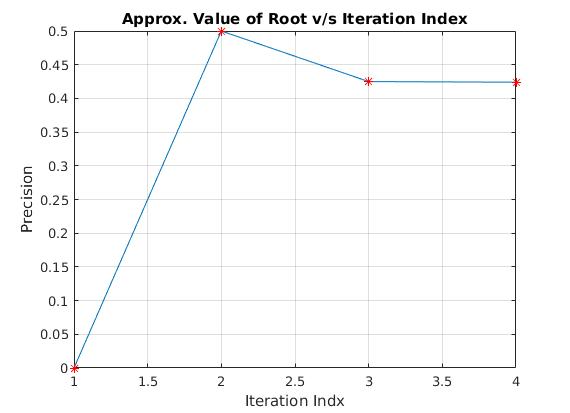 Approx. Value of Root v/s Iteration Index
0.5
0.45
0.4
0.35
0.3
0.25
0.2
0.15
0.1
0.05
0
Precision
1 1.5 2 2.5 3 3.5 4
Iteration Indx